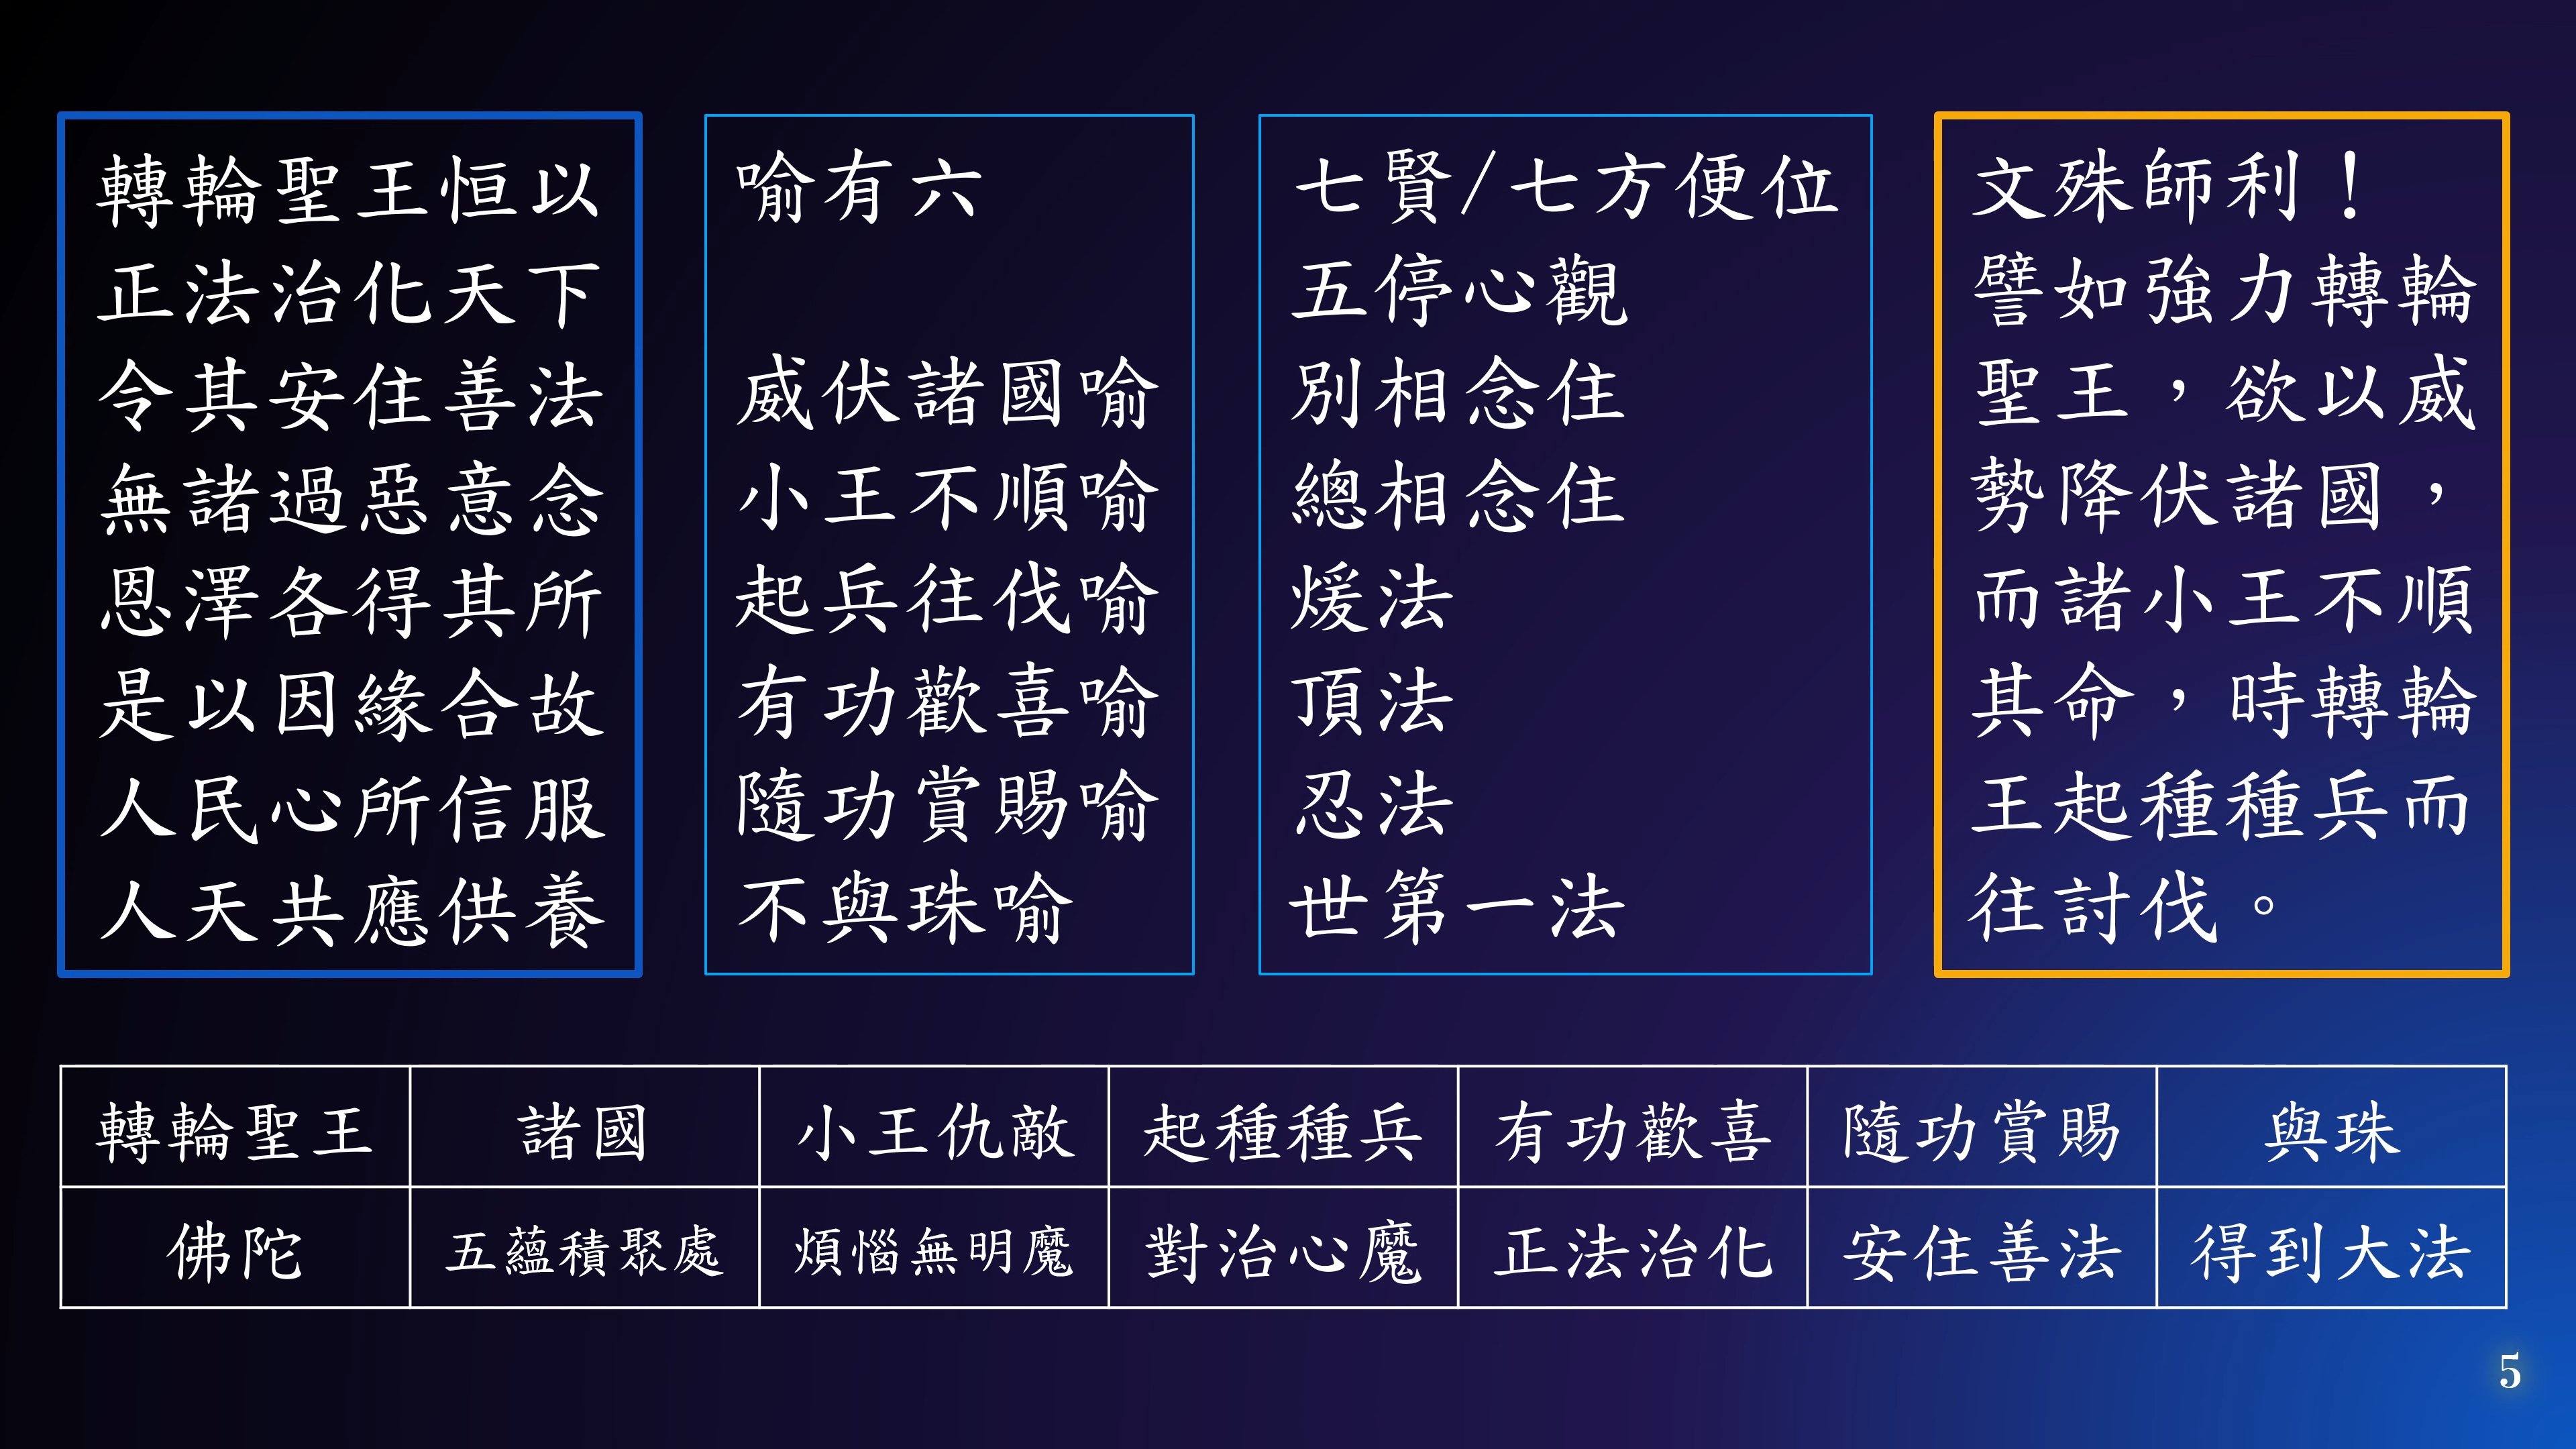 轉輪聖王恒以
正法治化天下
令其安住善法
無諸過惡意念
恩澤各得其所
是以因緣合故
人民心所信服
人天共應供養
喻有六
威伏諸國喻
小王不順喻
起兵往伐喻
有功歡喜喻
隨功賞賜喻
不與珠喻
七賢/七方便位
五停心觀
別相念住
總相念住
煖法
頂法
忍法
世第一法
文殊師利！
譬如強力轉輪
聖王，欲以威
勢降伏諸國，
而諸小王不順
其命，時轉輪
王起種種兵而
往討伐。
轉輪聖王 諸國 小王仇敵 起種種兵 有功歡喜 隨功賞賜 與珠
佛陀 五蘊積聚處 煩惱無明魔 對治心魔 正法治化 安住善法 得到大法
5